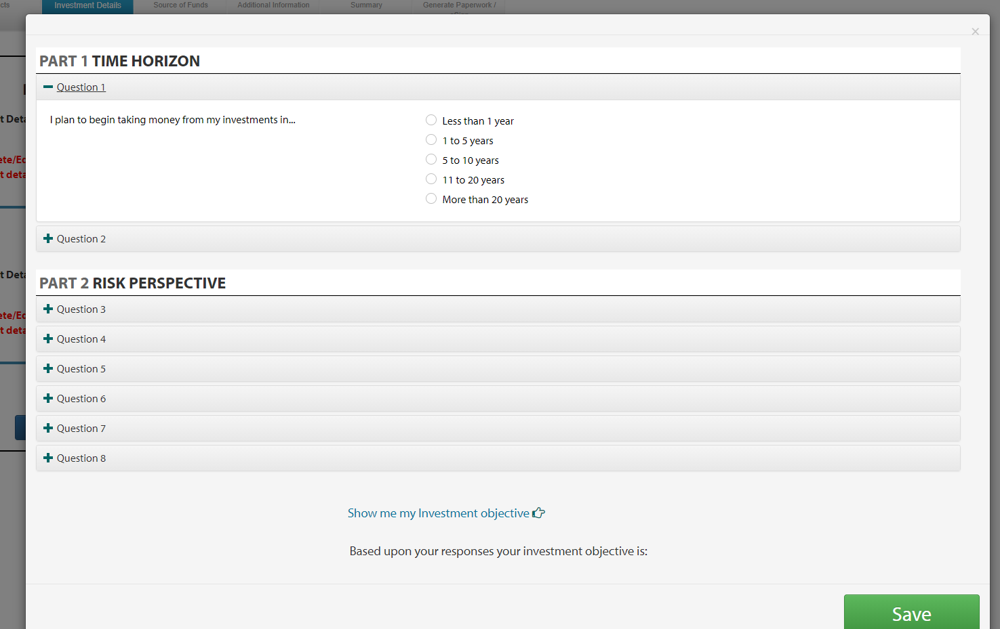 cts Investment Details Source of Funds Additional Information Summary Generate Paperwork /
×
PART 1 TIME HORIZON
Question 1
I plan to begin taking money from my investments in...
Less than 1 year
1 to 5 years
5 to 10 years
11 to 20 years
More than 20 years
Question 2
PART 2 RISK PERSPECTIVE
Question 3
Question 4
Question 5
Question 6
Question 7
Question 8
Show me my Investment objective
Based upon your responses your investment objective is:
Save
t Deta
ete/Ed
t deta
t Deta
ete/Ed
t deta